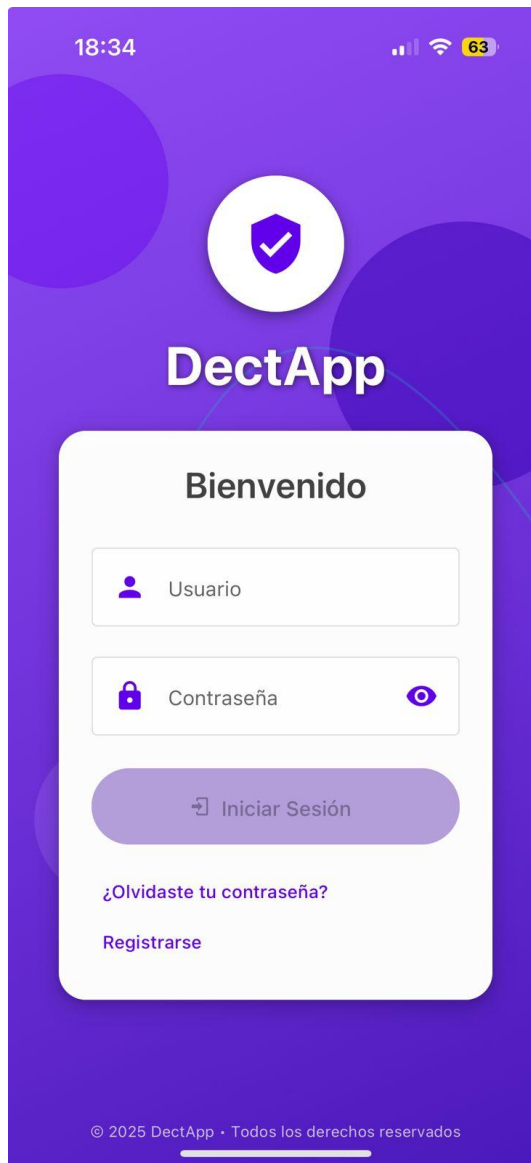 18:34
63
DectApp
Bienvenido
Usuario
Contraseña
Iniciar Sesión
¿Olvidaste tu contraseña?
Registrarse
© 2025 DectApp • Todos los derechos reservados